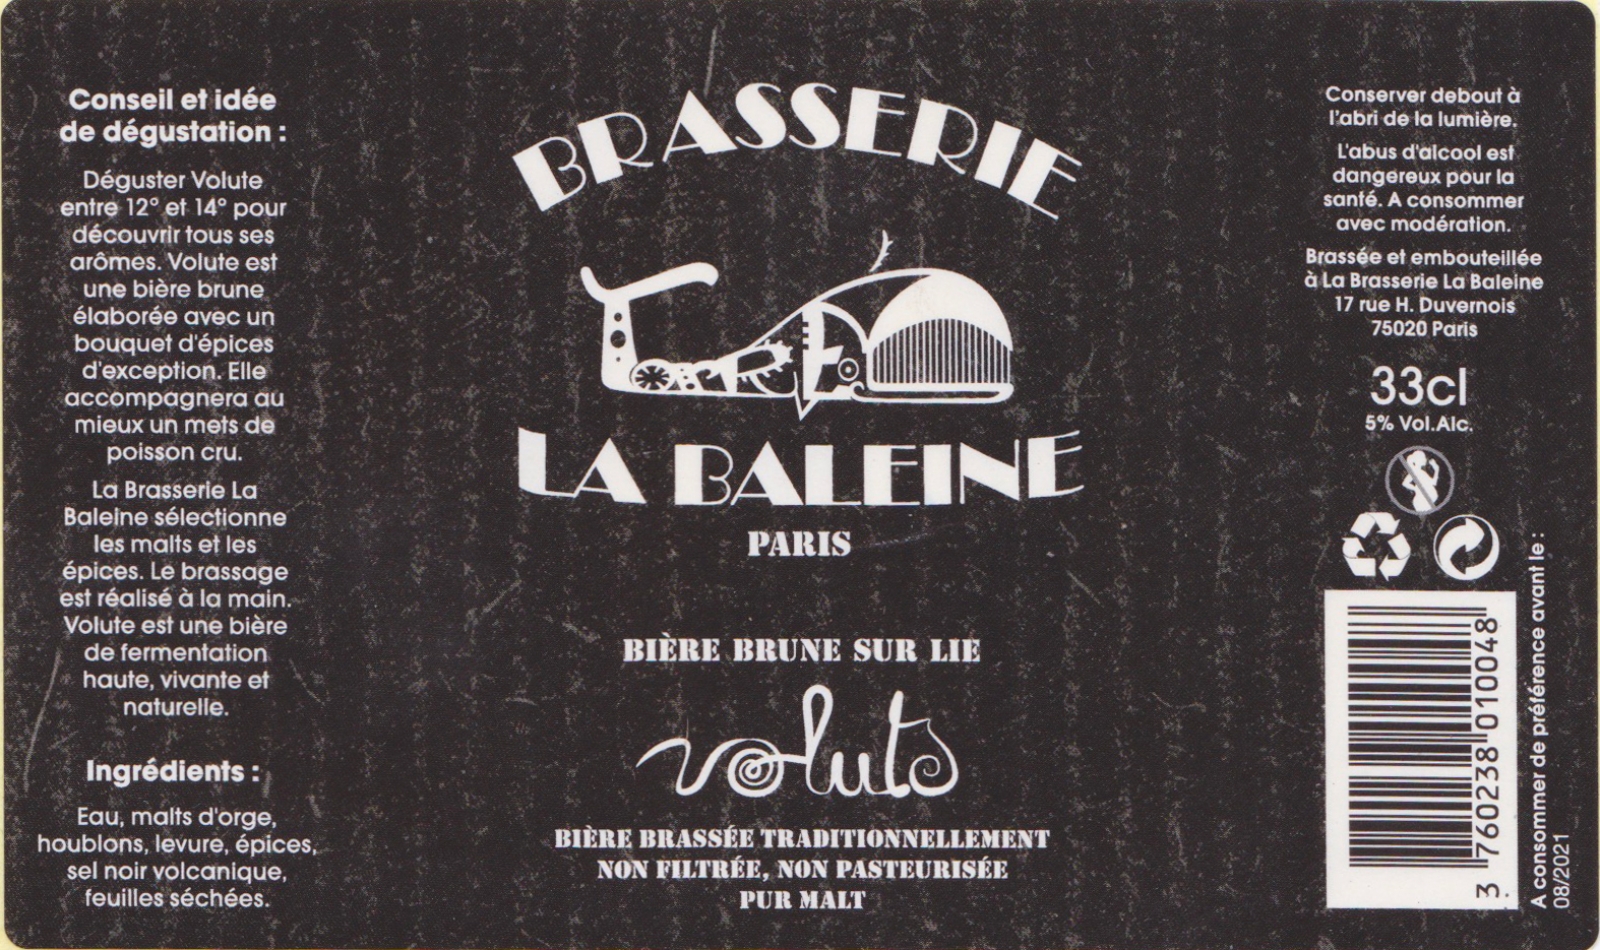 Conseil et idée
de dégustation :
Déguster Volute
entre 12° et 14° pour
découvrir tous ses
arômes. Volute est
une bière brune
élaborée avec un
bouquet d'épices
d'exception. Elle
accompagnera au
mieux un mets de
poisson cru.
La Brasserie La
Baleine sélectionne
les malts et les
épices. Le brassage
est réalisé à la main.
Volute est une bière
de fermentation
haute, vivante et
naturelle.
Ingrédients :
Eau, malts d'orge,
houblons, levure, épices,
sel noir volcanique,
feuilles séchées.
BRASSERIE
LA BALEINE
PARIS
BIÈRE BRUNE SUR LIE
volute
BIÈRE BRASSÉE TRADITIONNELLEMENT
NON FILTRÉE, NON PASTEURISÉE
PUR MALT
Conserver debout à
l'abri de la lumière.
L'abus d'alcool est
dangereux pour la
santé. A consommer
avec modération.
Brassée et embouteillée
à La Brasserie La Baleine
17 rue H. Duvernois
75020 Paris
33cl
5% Vol.Alc.
3 760238 010048
A consommer de préférence avant le :
08/2021